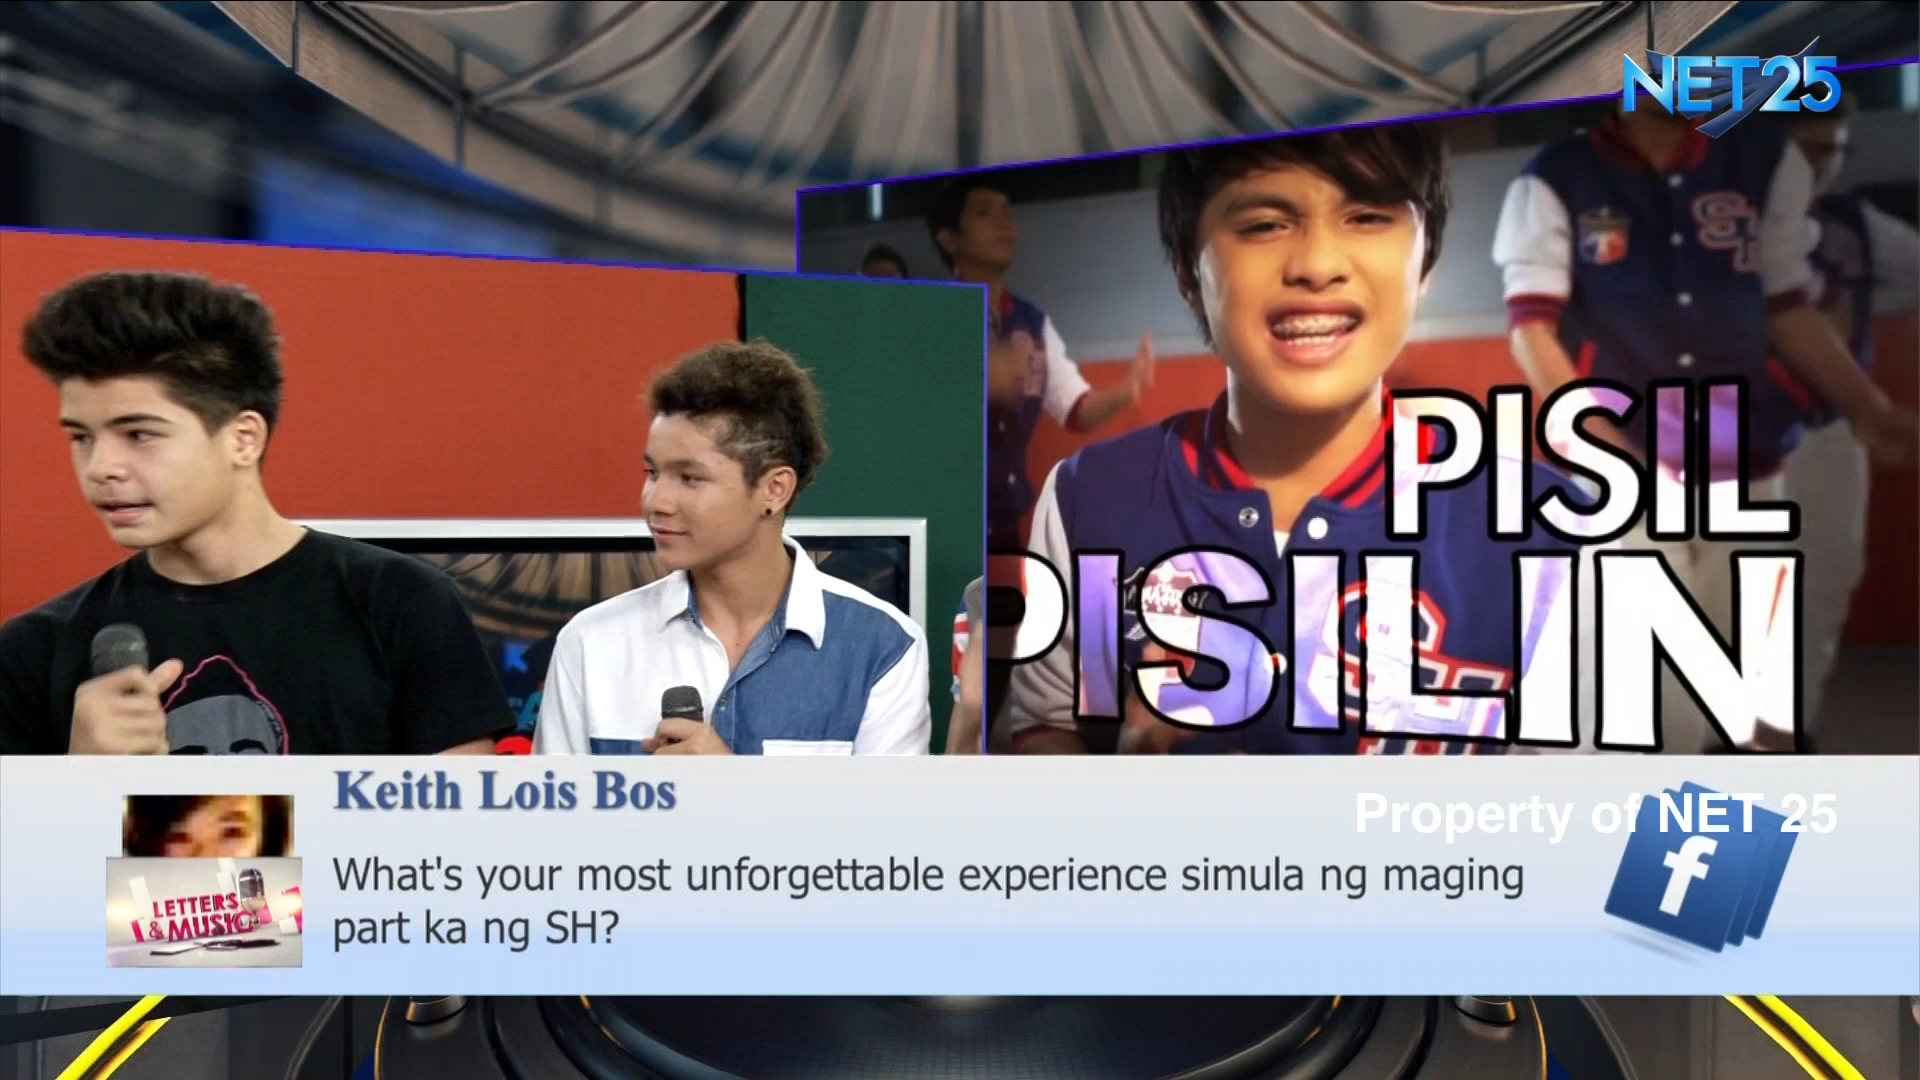 NET25
PISIL
PISILIN
SH
Keith Lois Bos
Property of NET 25
What's your most unforgettable experience simula ng maging
part ka ng SH?
LETTERS
& MUSIC
f